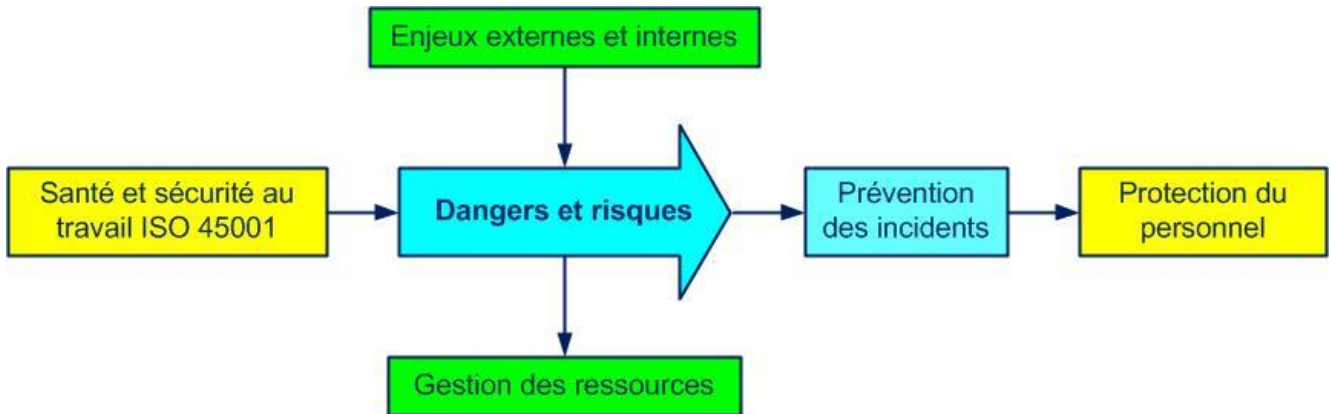 Enjeux externes et internes
Santé et sécurité au
travail ISO 45001
Dangers et risques
Prévention
des incidents
Protection du
personnel
Gestion des ressources